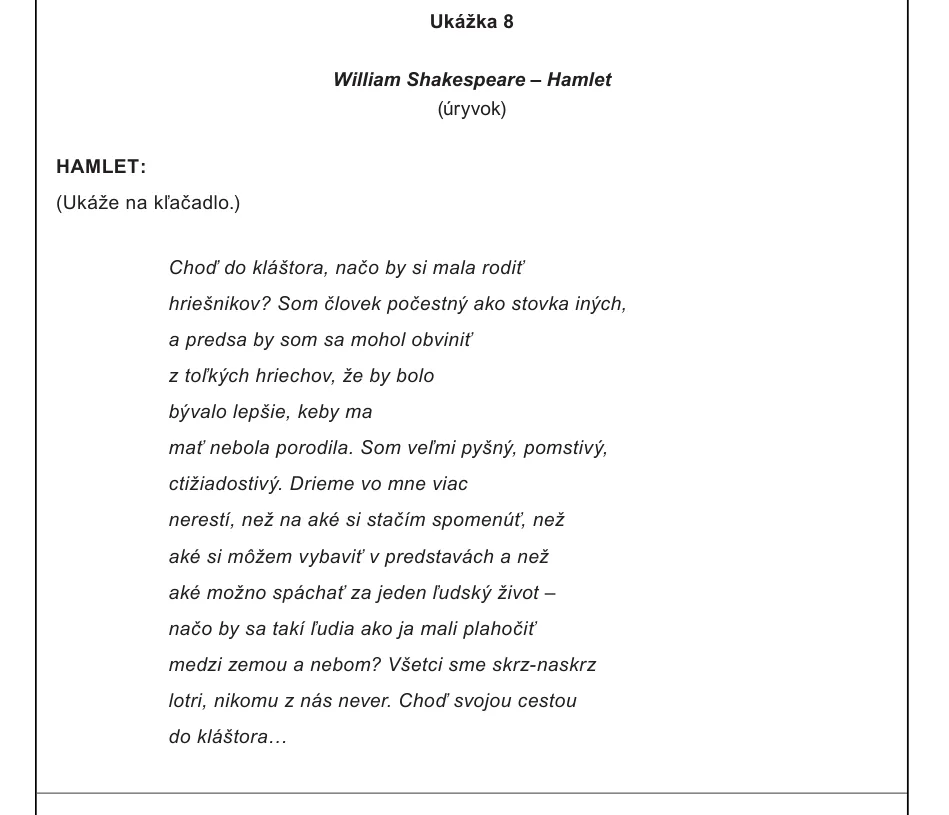 Ukážka 8
William Shakespeare – Hamlet
(úryvok)
HAMLET:
(Ukáže na kľačadlo.)
Choď do kláštora, načo by si mala rodiť
hriešnikov? Som človek počestný ako stovka iných,
a predsa by som sa mohol obviniť
z toľkých hriechov, že by bolo
bývalo lepšie, keby ma
mať nebola porodila. Som veľmi pyšný, pomstivý,
ctižiadostivý. Drieme vo mne viac
nerestí, než na aké si stačím spomenúť, než
aké si môžem vybaviť v predstavách a než
aké možno spáchať za jeden ľudský život –
načo by sa takí ľudia ako ja mali plahočiť
medzi zemou a nebom? Všetci sme skrz-naskrz
lotri, nikomu z nás never. Choď svojou cestou
do kláštora…